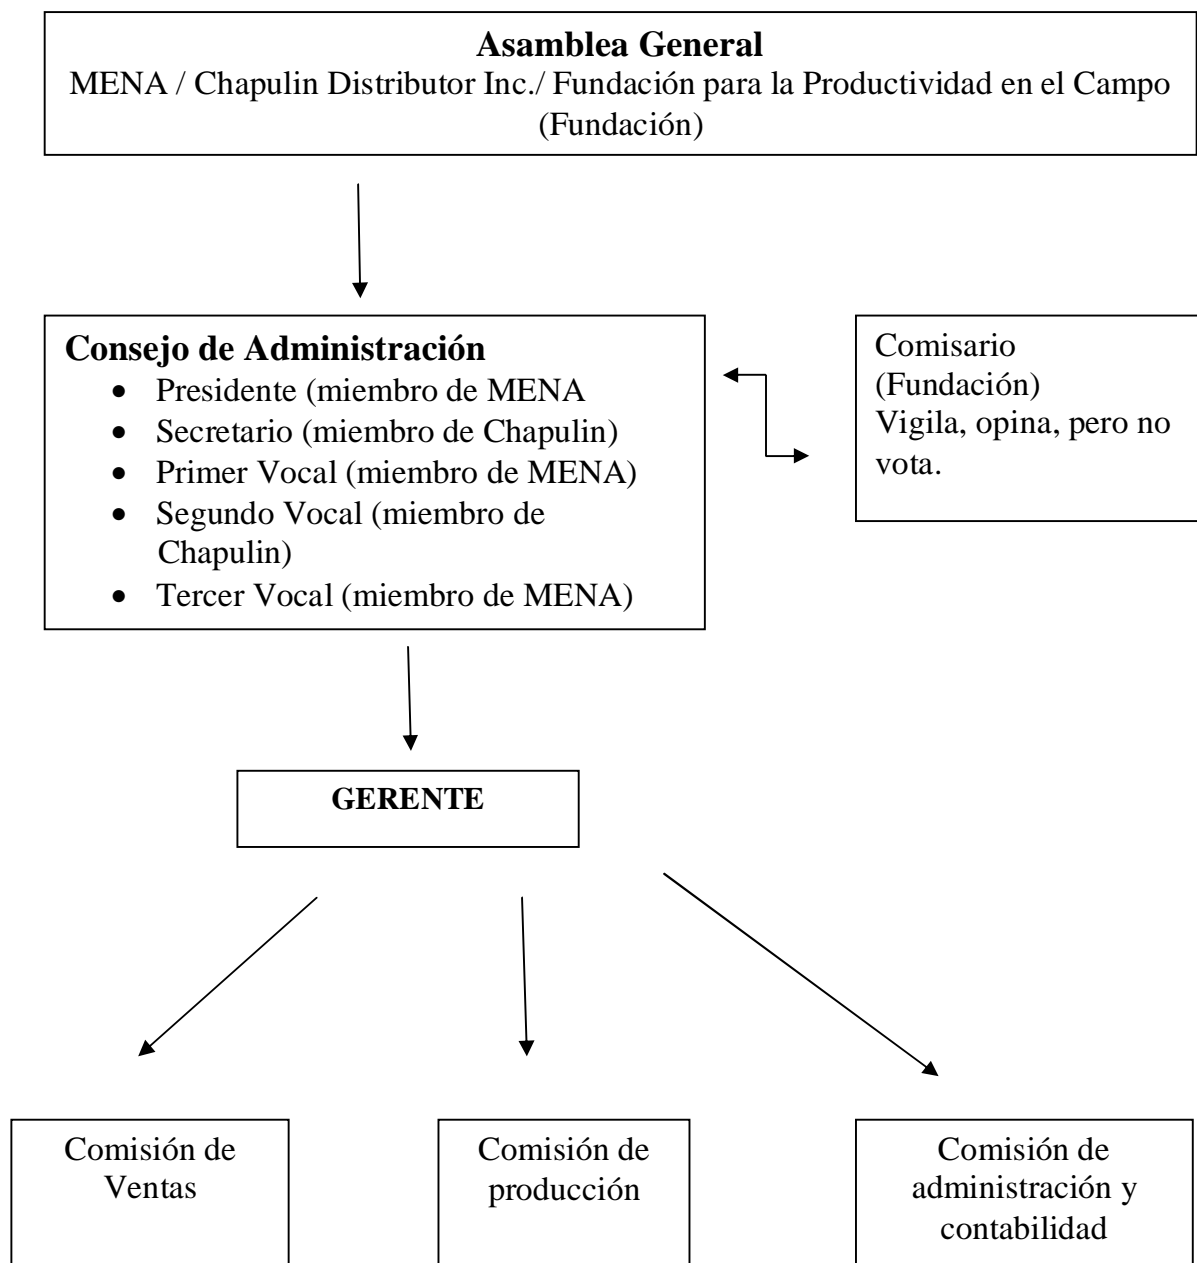 Asamblea General
MENA / Chapulin Distributor Inc./ Fundación para la Productividad en el Campo
(Fundación)
Consejo de Administración
• Presidente (miembro de MENA
• Secretario (miembro de Chapulin)
• Primer Vocal (miembro de MENA)
• Segundo Vocal (miembro de
Chapulin)
• Tercer Vocal (miembro de MENA)
Comisario
(Fundación)
Vigila, opina, pero no
vota.
GERENTE
Comisión de
Ventas
Comisión de
producción
Comisión de
administración y
contabilidad